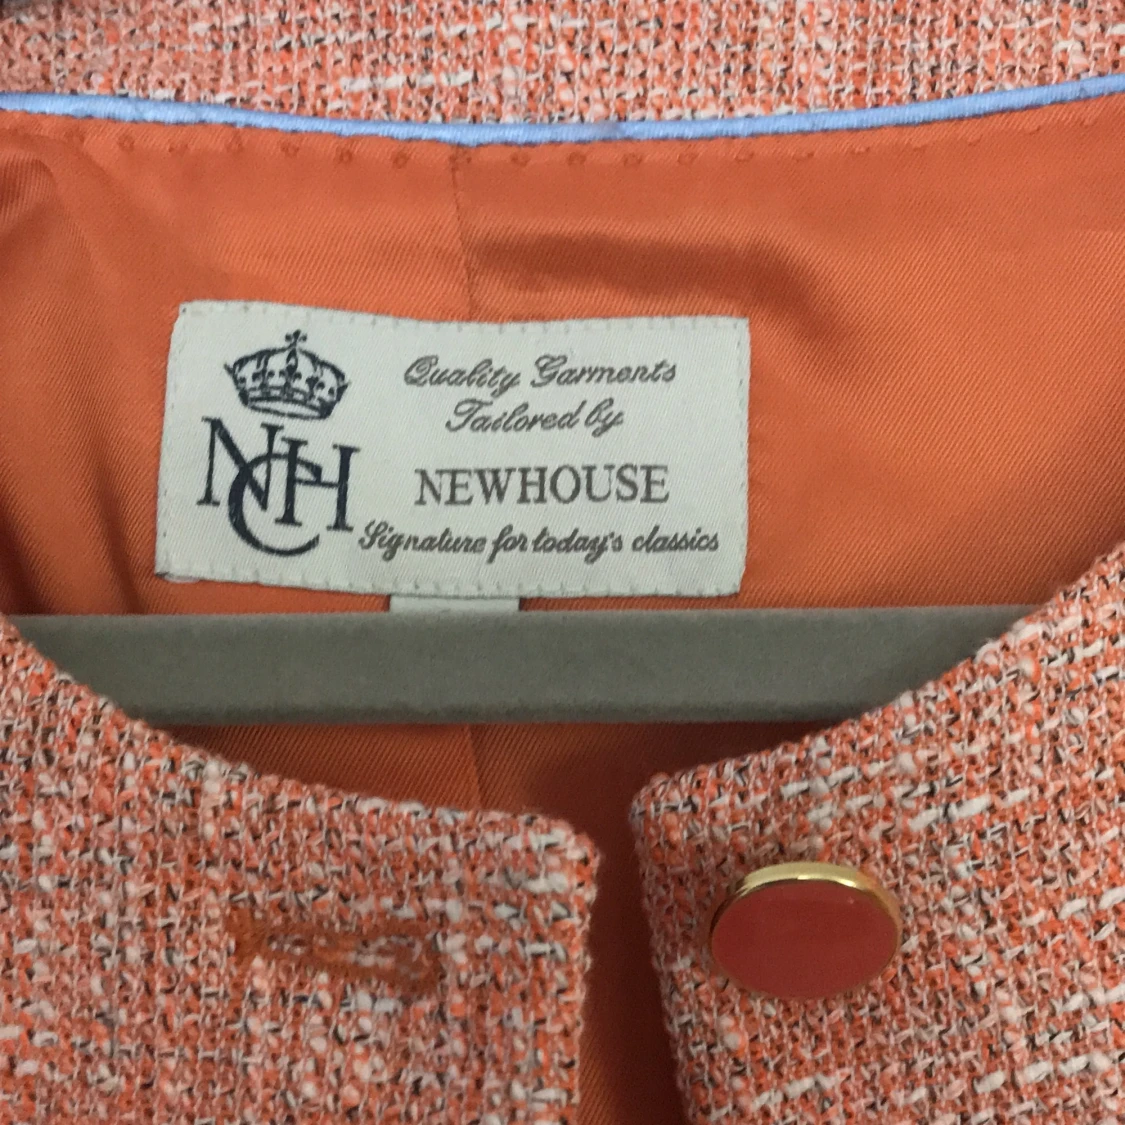 NCH
Quality Garments
Tailored by
NEWHOUSE
Signature for today's classics